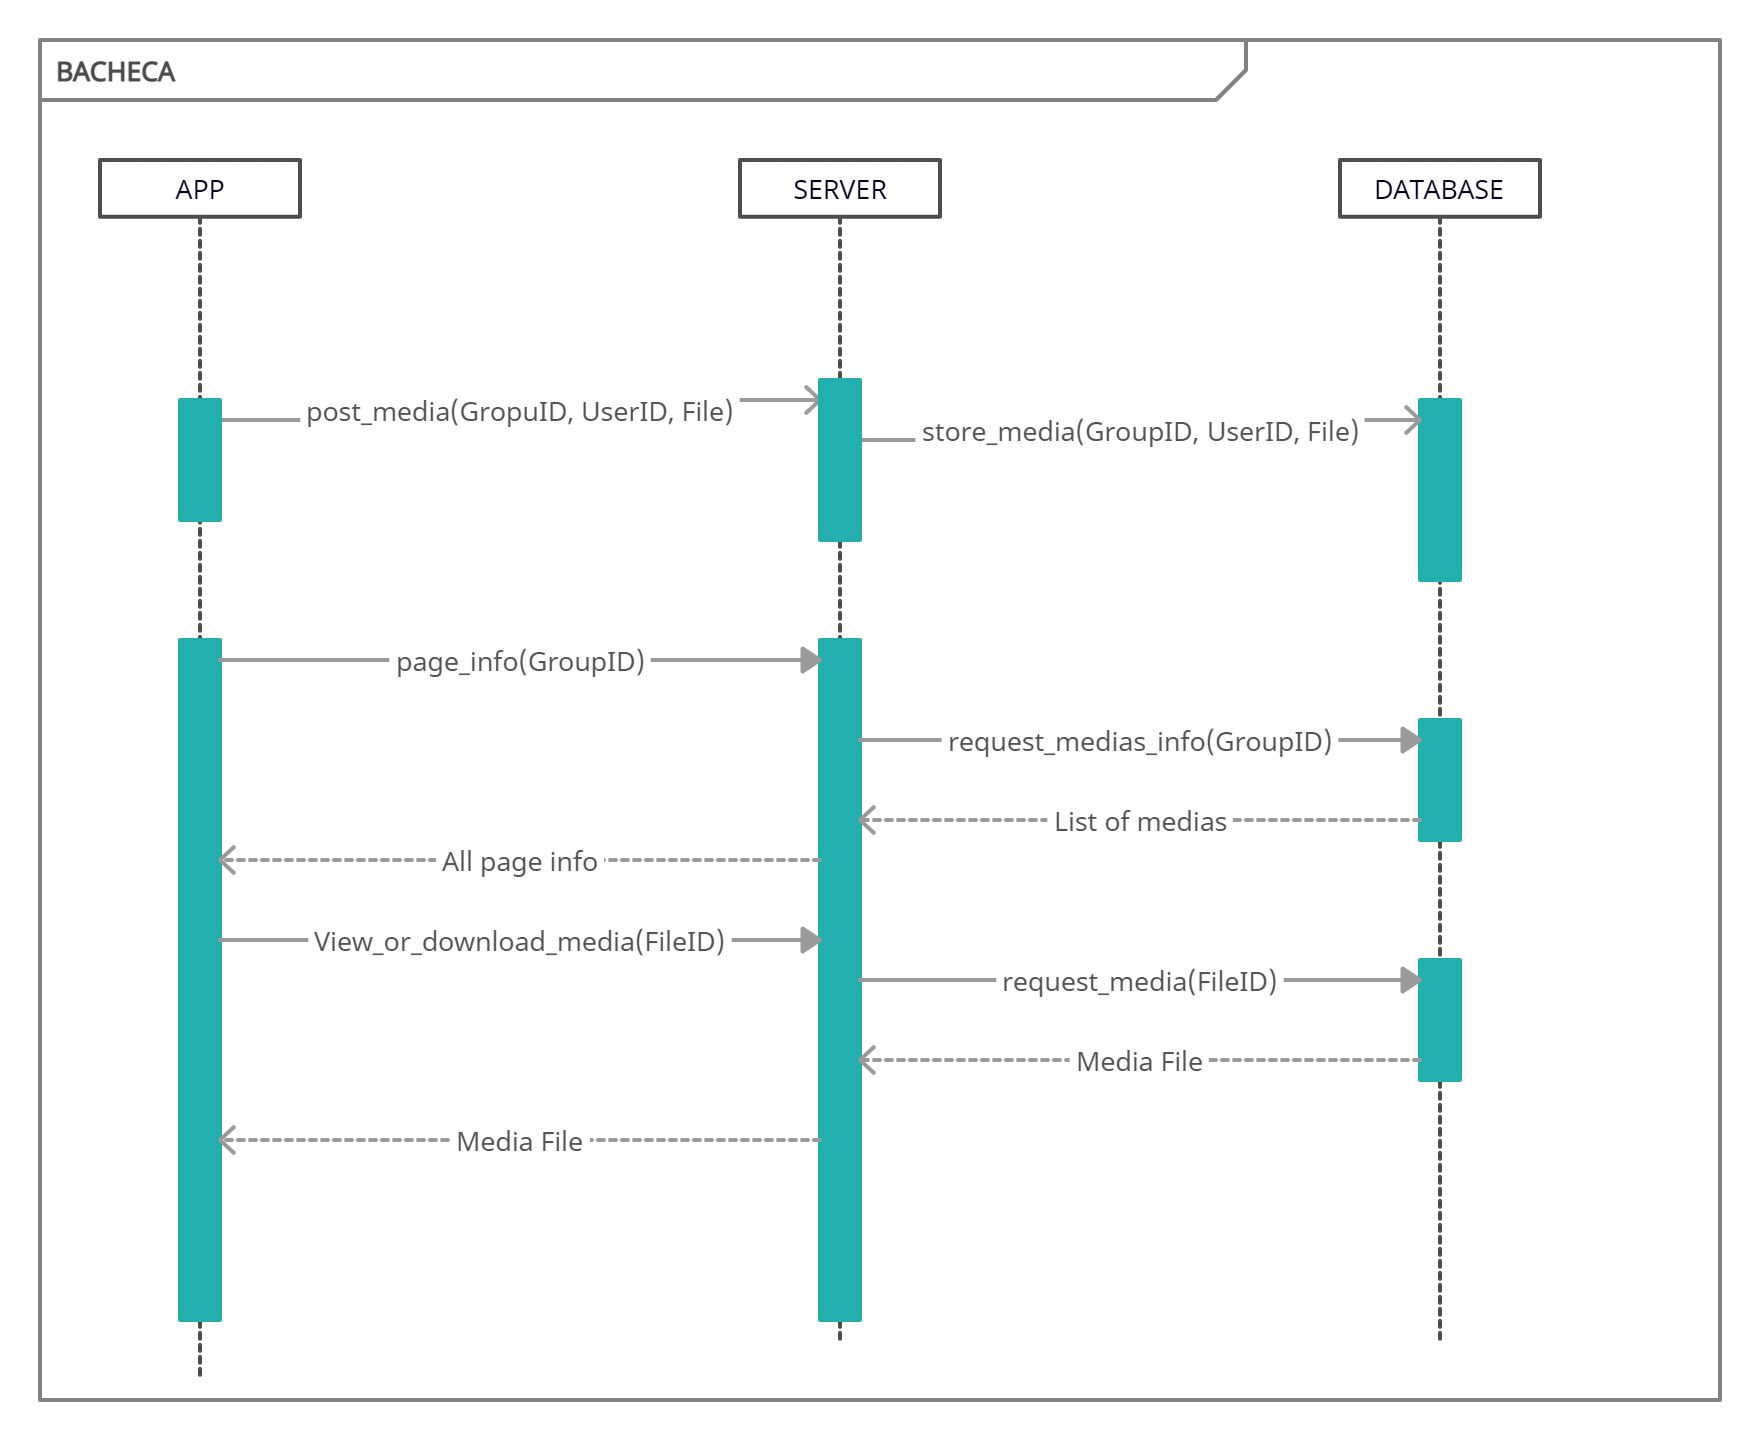 BACHECA
APP
SERVER
DATABASE
post_media(GropuID, UserID, File)
store_media(GroupID, UserID, File)
page_info(GroupID)
request_medias_info(GroupID)
List of medias
All page info
View_or_download_media(FileID)
request_media(FileID)
Media File
Media File